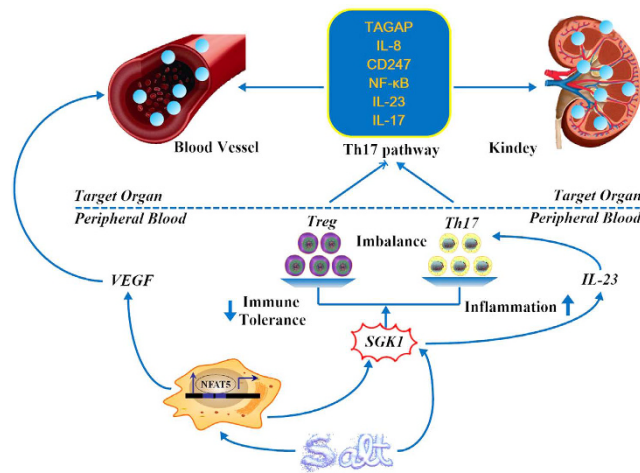 TAGAP
IL-8
CD247
NF-κB
IL-23
IL-17
Blood Vessel
Th17 pathway
Kindey
Target Organ
Target Organ
Peripheral Blood
Peripheral Blood
Treg
Th17
Imbalance
VEGF
IL-23
Immune
Tolerance
Inflammation
SGK1
NFAT5
Salt